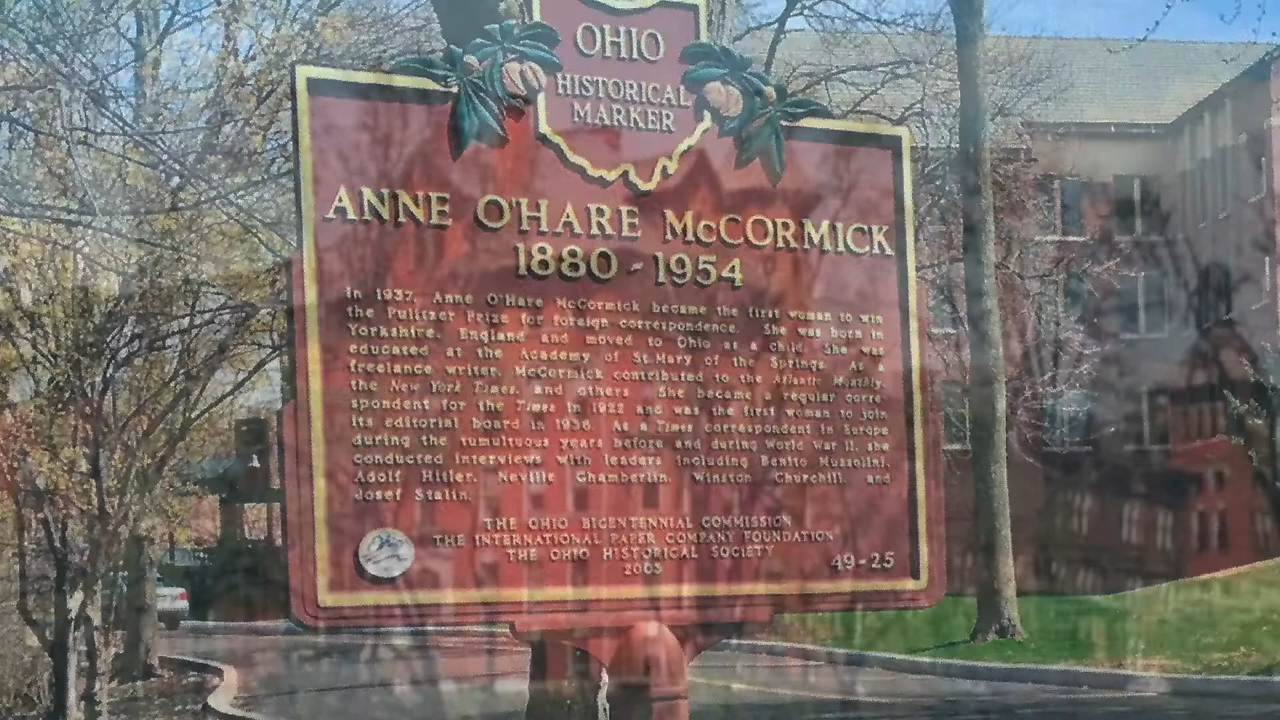 OHIO
HISTORICAL
MARKER
ANNE O'HARE McCORMICK
1880 - 1954
In 1937, Anne O'Hare McCormick became the first woman to win
the Pulitzer Prize for foreign correspondence. She was born in
Yorkshire, England and moved to Ohio as a child. She was
educated at the Academy of St. Mary of the Springs. As a
freelance writer, McCormick contributed to the Atlantic Monthly,
the New York Times, and others. She became a regular corre-
spondent for the Times in 1922 and was the first woman to join
its editorial board in 1936. As a Times correspondent in Europe
during the tumultuous years before and during World War II, she
conducted interviews with leaders including Benito Mussolini,
Adolf Hitler, Neville Chamberlin, Winston Churchill, and
Josef Stalin.
THE OHIO BICENTENNIAL COMMISSION
THE INTERNATIONAL PAPER COMPANY FOUNDATION
THE OHIO HISTORICAL SOCIETY
2003
49-25